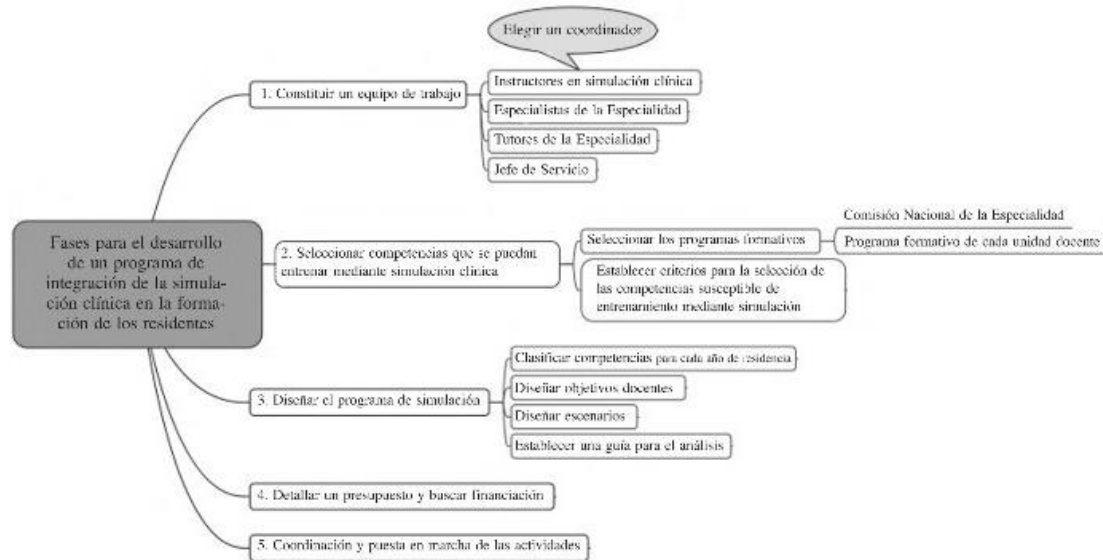 Elegir un coordinador
1. Constituir un equipo de trabajo
Instructores en simulación clínica
Especialistas de la Especialidad
Tutores de la Especialidad
Jefe de Servicio
Fases para el desarrollo
de un programa de
integración de la simula-
ción clínica en la forma-
ción de los residentes
2. Seleccionar competencias que se puedan
entrenar mediante simulación clínica
Seleccionar los programas formativos
Comisión Nacional de la Especialidad
Programa formativo de cada unidad docente
Establecer criterios para la selección de
las competencias susceptible de
entrenamiento mediante simulación
3. Diseñar el programa de simulación
Clasificar competencias para cada año de residencia
Diseñar objetivos docentes
Diseñar escenarios
Establecer una guía para el análisis
4. Detallar un presupuesto y buscar financiación
5. Coordinación y puesta en marcha de las actividades